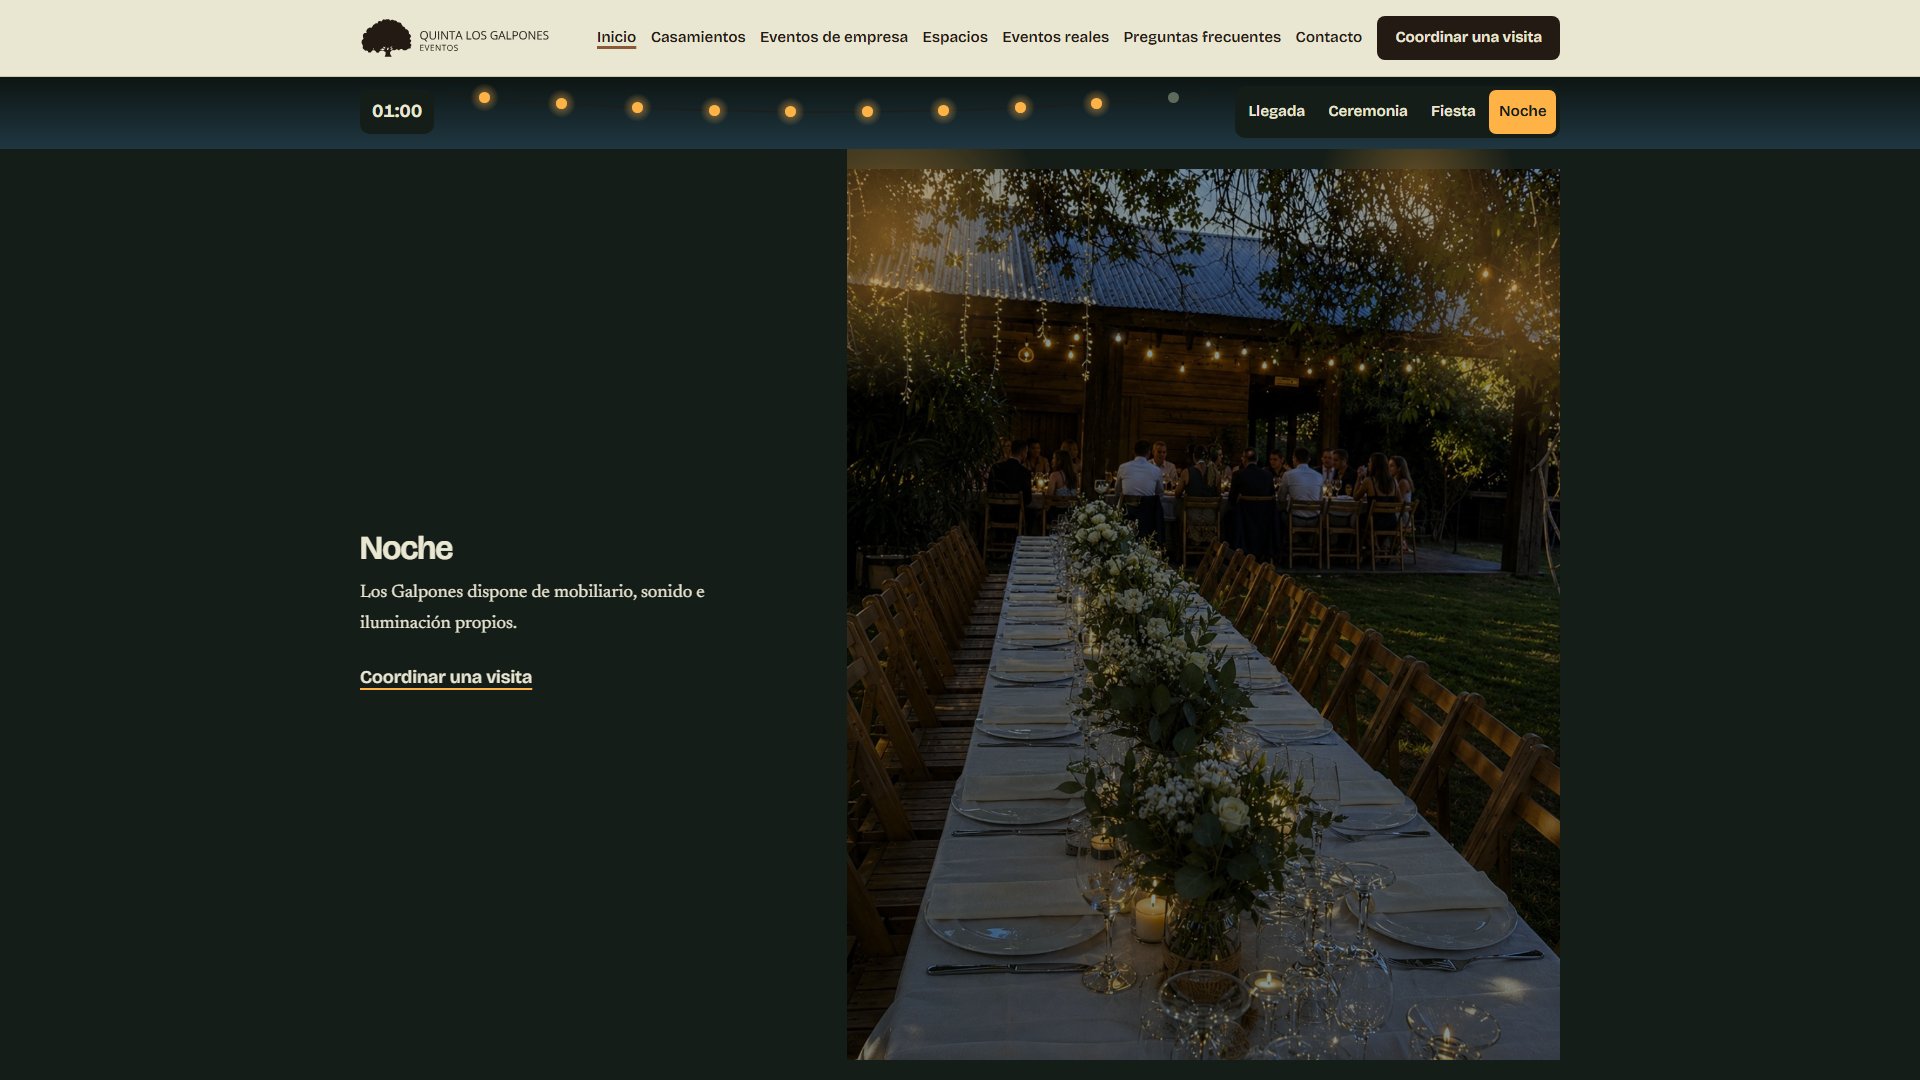 QUINTA LOS GALPONES
EVENTOS
Inicio
Casamientos
Eventos de empresa
Espacios
Eventos reales
Preguntas frecuentes
Contacto
Coordinar una visita
01:00
Llegada
Ceremonia
Fiesta
Noche
Noche
Los Galpones dispone de mobiliario, sonido e
iluminación propios.
Coordinar una visita